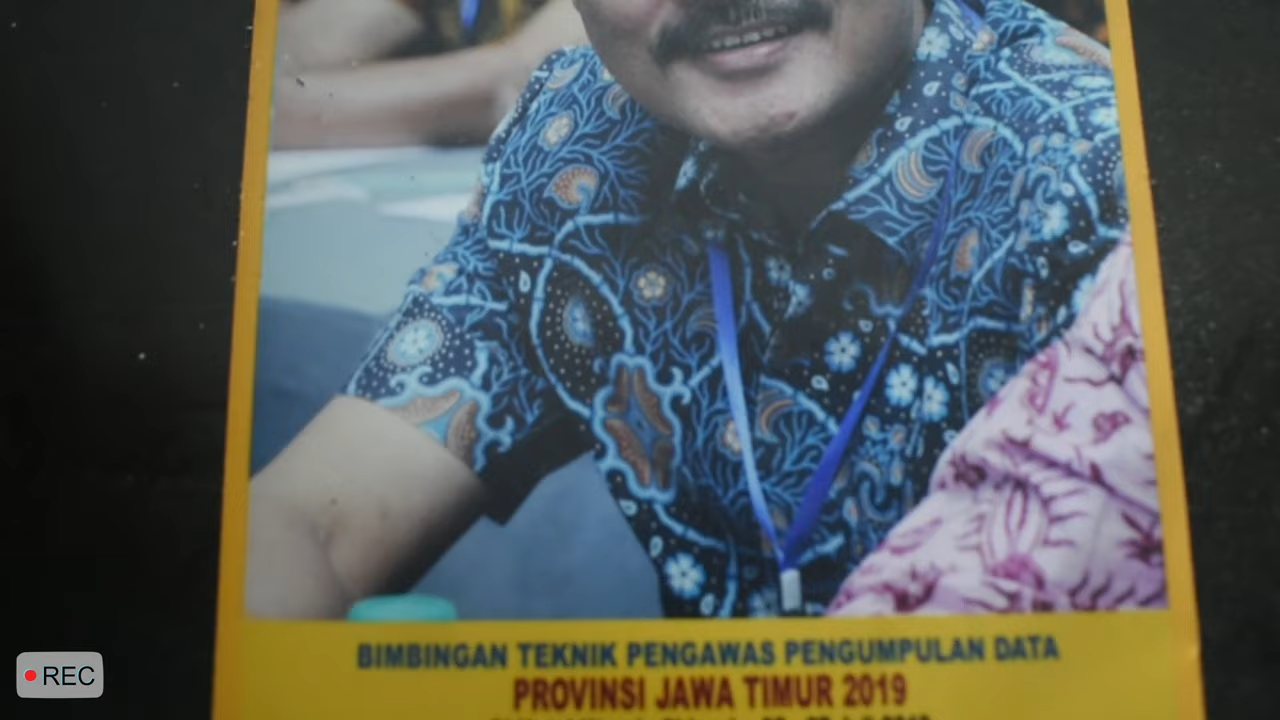 BIMBINGAN TEKNIK PENGAWAS PENGUMPULAN DATA
PROVINSI JAWA TIMUR 2019
REC